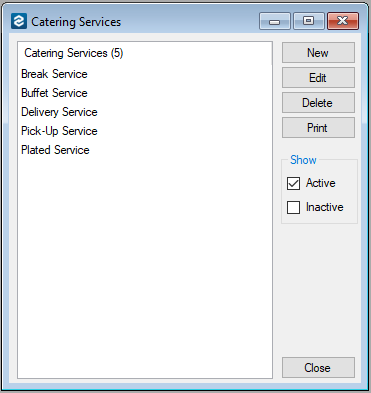 Catering Services
Catering Services (5)
Break Service
Buffet Service
Delivery Service
Pick-Up Service
Plated Service
New
Edit
Delete
Print
Show
Active
Inactive
Close